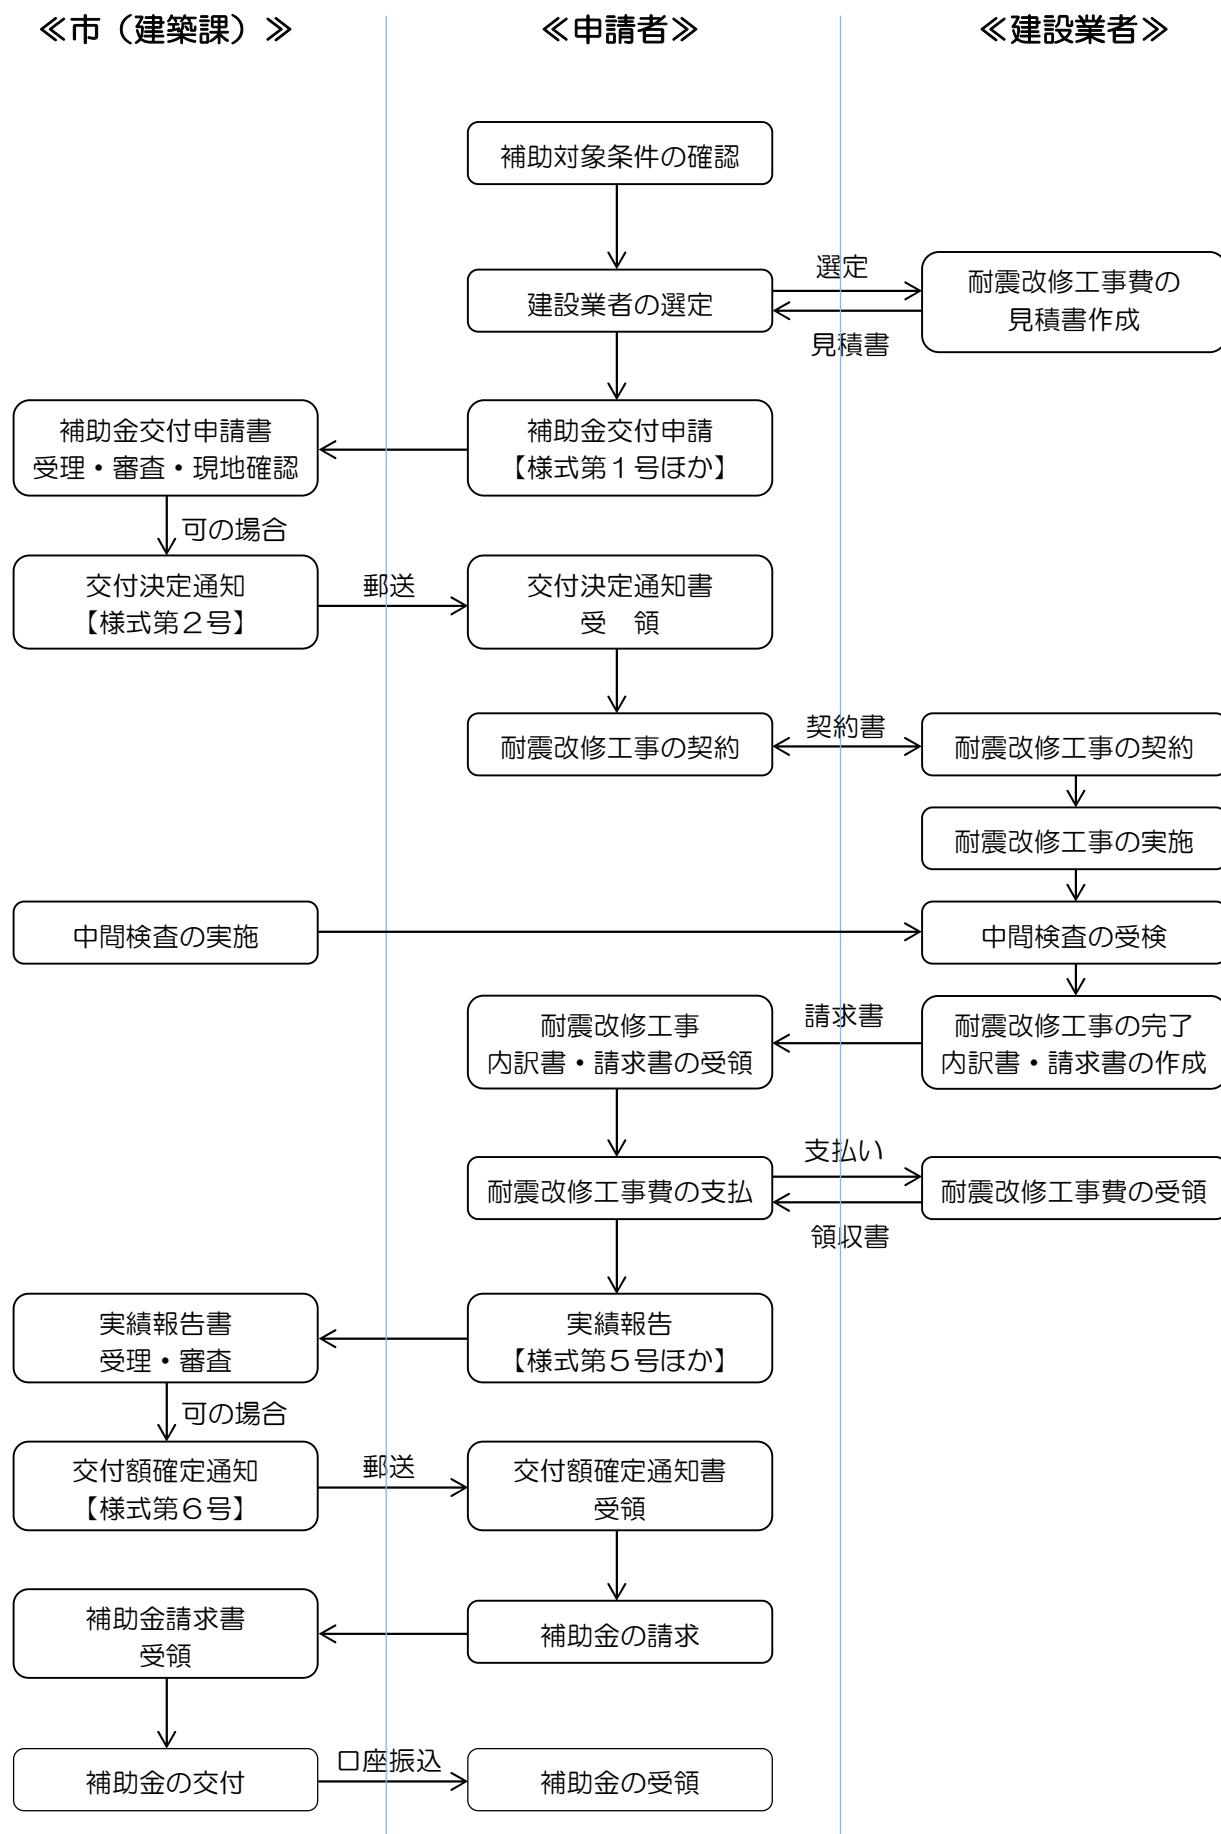 ≪市（建築課）≫
≪申請者≫
≪建設業者≫
補助対象条件の確認
建設業者の選定
選定
見積書
耐震改修工事費の
見積書作成
補助金交付申請書
受理・審査・現地確認
補助金交付申請
【様式第１号ほか】
可の場合
交付決定通知
【様式第２号】
郵送
交付決定通知書
受　領
耐震改修工事の契約
契約書
耐震改修工事の契約
耐震改修工事の実施
中間検査の実施
中間検査の受検
耐震改修工事
内訳書・請求書の受領
請求書
耐震改修工事の完了
内訳書・請求書の作成
耐震改修工事費の支払
支払い
領収書
耐震改修工事費の受領
実績報告書
受理・審査
実績報告
【様式第５号ほか】
可の場合
交付額確定通知
【様式第６号】
郵送
交付額確定通知書
受領
補助金請求書
受領
補助金の請求
補助金の交付
口座振込
補助金の受領